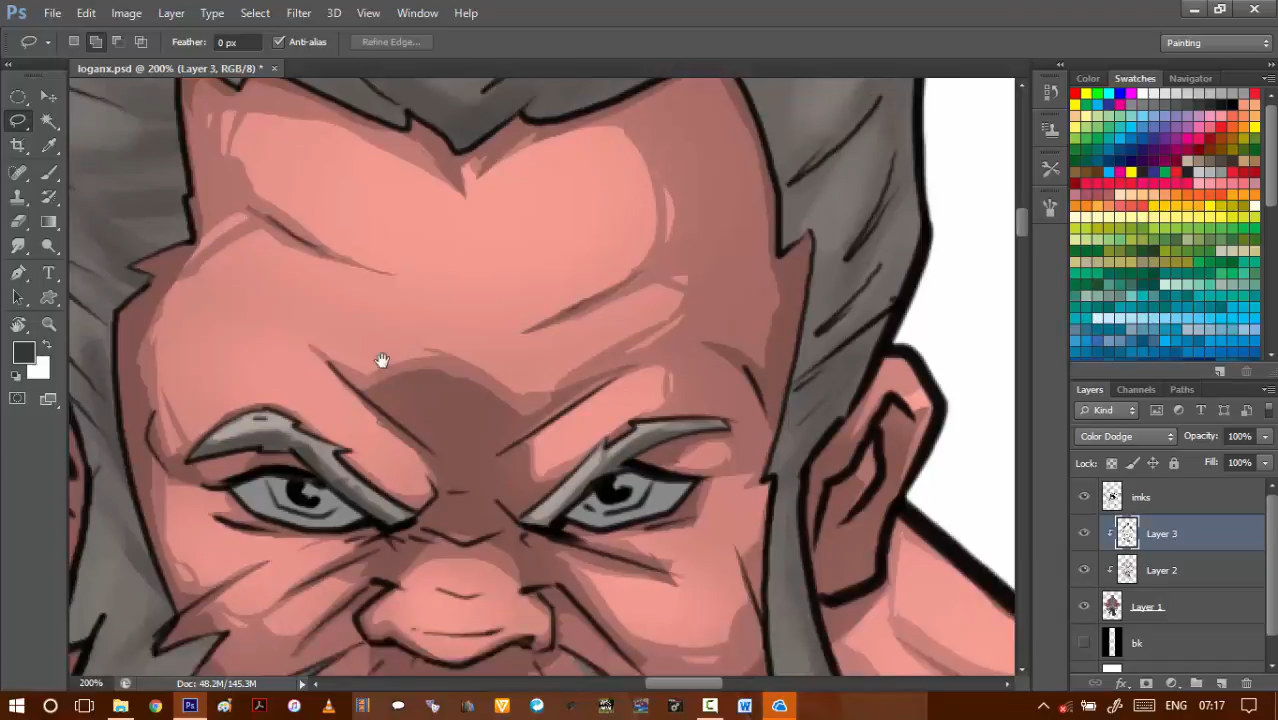 Ps File Edit Image Layer Type Select Filter 3D View Window Help
Feather: 0 px Anti-alias Refine Edge... Painting
loganx.psd @ 200% (Layer 3, RGB/8) * ×
Color Swatches Navigator
Layers Channels Paths
Kind
Color Dodge Opacity: 100%
Lock: Fill: 100%
imks
Layer 3
Layer 2
Layer 1
bk
200% Doc: 48.2M/145.3M
ENG 07:17